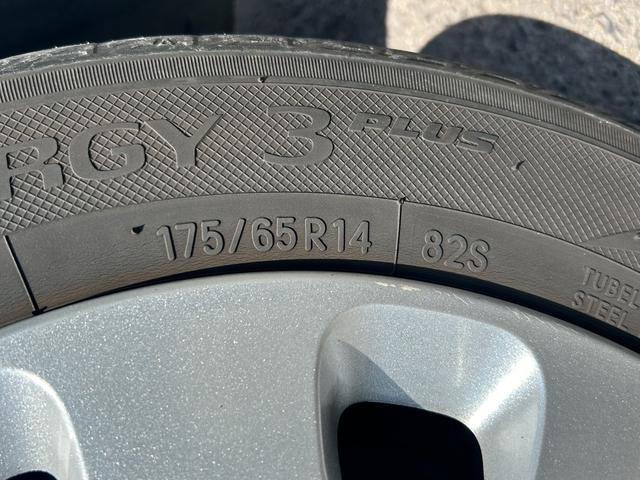 RGY 3 PLUS
175/65R14 82S
TUBEL
STEEL